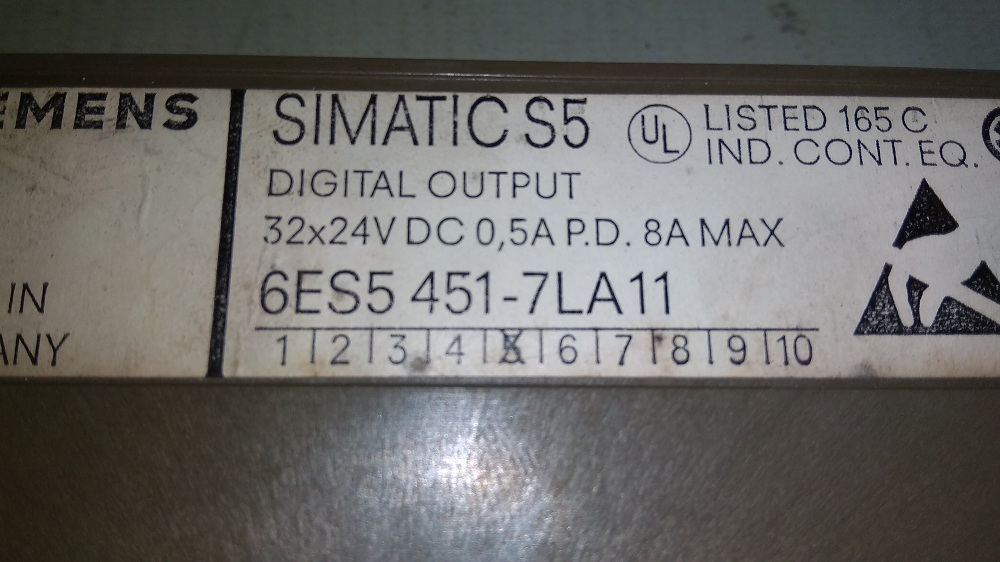 EMENS
SIMATIC S5
UL
LISTED 165 C
IND. CONT. EQ.
DIGITAL OUTPUT
32x24V DC 0,5A P.D. 8A MAX
6ES5 451-7LA11
IN
ANY
1 2 3 4 5 6 7 8 9 10